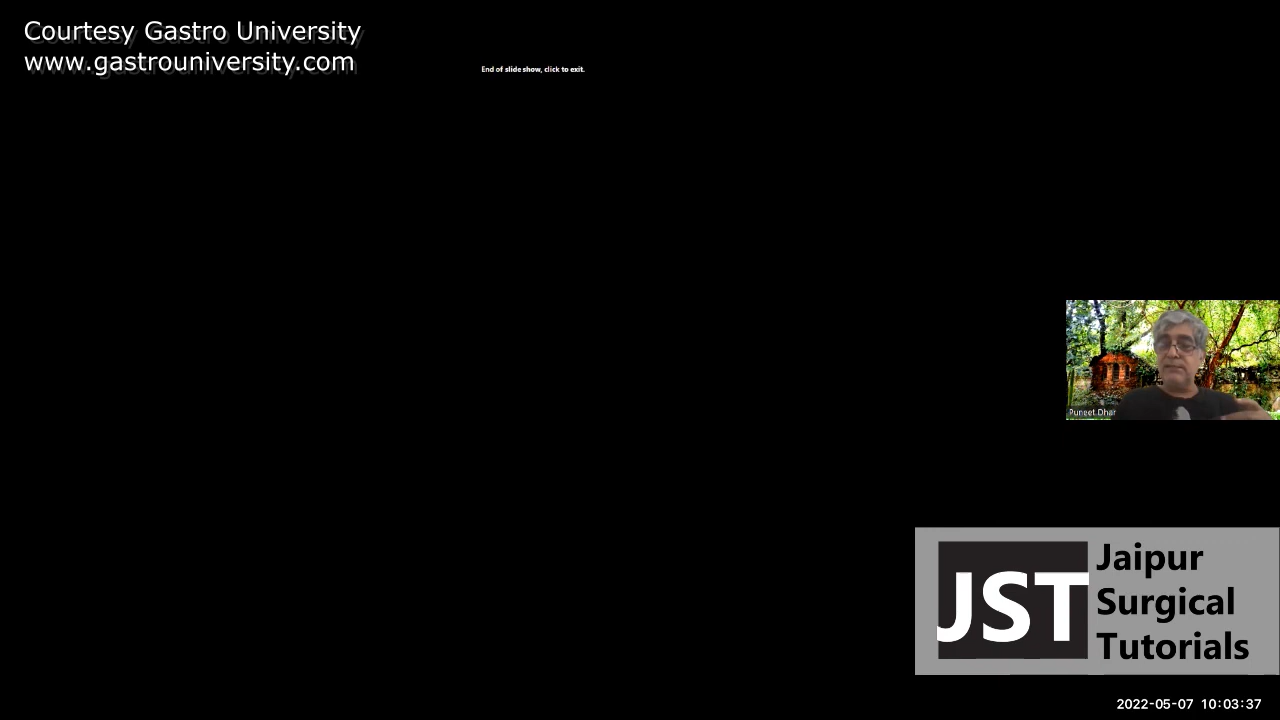 Courtesy Gastro University
www.gastrouniversity.com
End of slide show, click to exit.
Puneet Dhar
JST
Jaipur
Surgical
Tutorials
2022-05-07 10:03:37